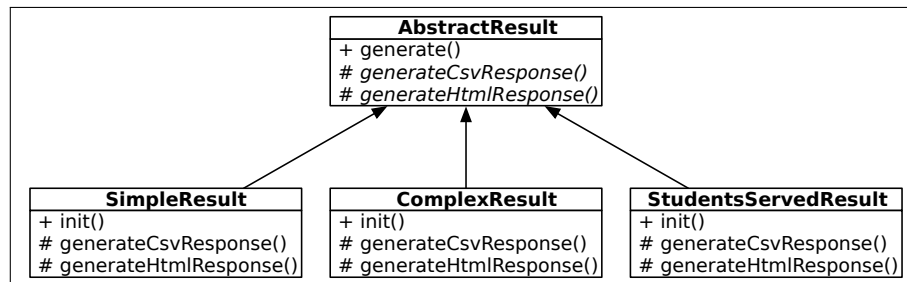 AbstractResult
+ generate()
# generateCsvResponse()
# generateHtmlResponse()
SimpleResult
+ init()
# generateCsvResponse()
# generateHtmlResponse()
ComplexResult
+ init()
# generateCsvResponse()
# generateHtmlResponse()
StudentsServedResult
+ init()
# generateCsvResponse()
# generateHtmlResponse()